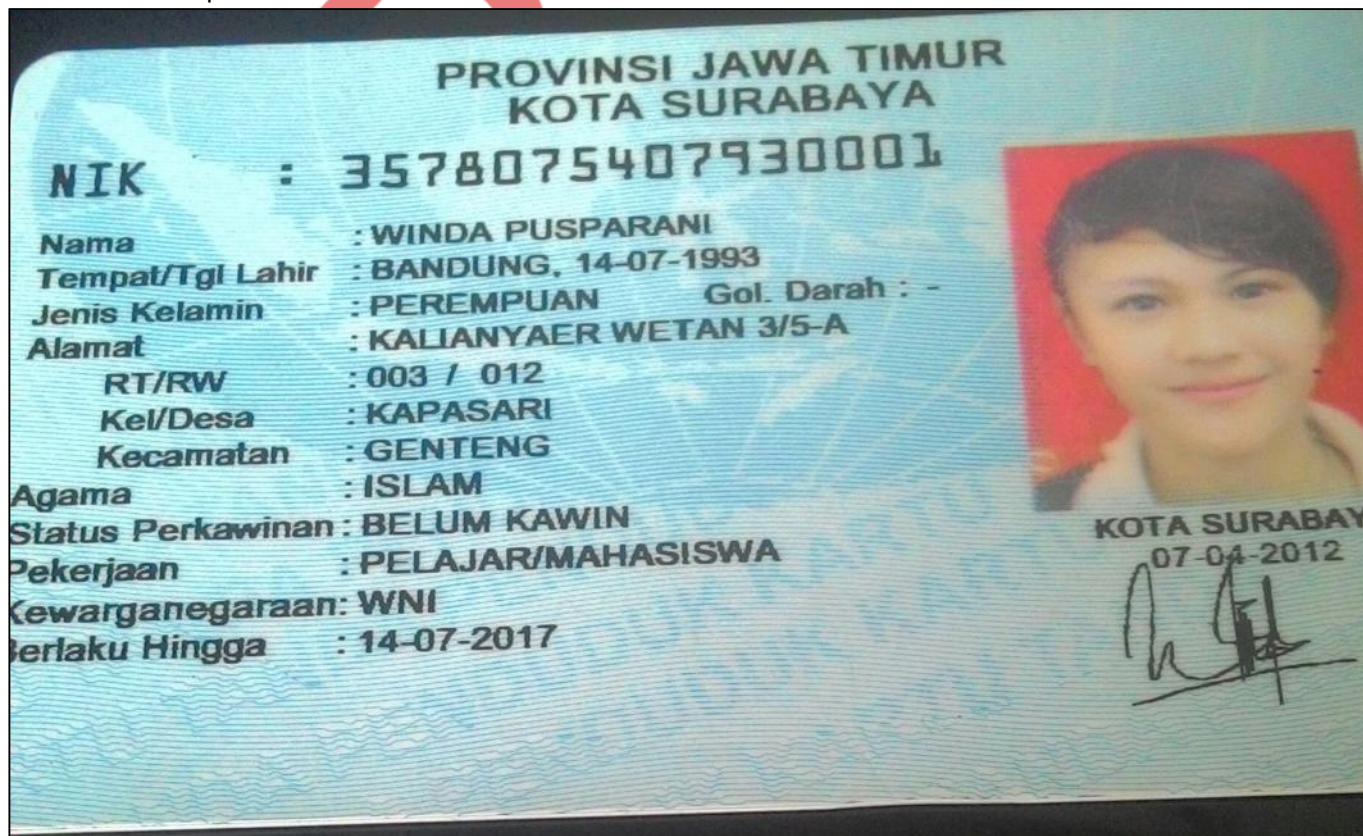 PROVINSI JAWA TIMUR
KOTA SURABAYA
NIK : 3578075407930001
Nama : WINDA PUSPARANI
Tempat/Tgl Lahir : BANDUNG, 14-07-1993
Jenis Kelamin : PEREMPUAN Gol. Darah : -
Alamat : KALIANYAER WETAN 3/5-A
RT/RW : 003 / 012
Kel/Desa : KAPASARI
Kecamatan : GENTENG
Agama : ISLAM
Status Perkawinan : BELUM KAWIN
Pekerjaan : PELAJAR/MAHASISWA
Kewarganegaraan : WNI
Berlaku Hingga : 14-07-2017
KOTA SURABAY
07-04-2012